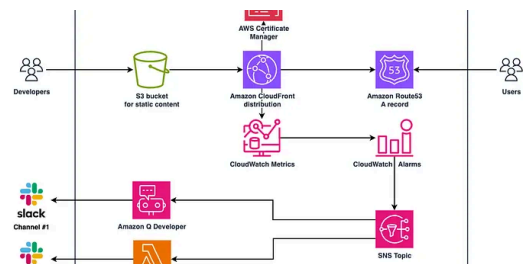 AWS Certificate
Manager
53
Developers
S3 bucket
for static content
Amazon CloudFront
distribution
Amazon Route53
A record
Users
CloudWatch Metrics
CloudWatch Alarms
slack
Channel #1
Amazon Q Developer
SNS Topic